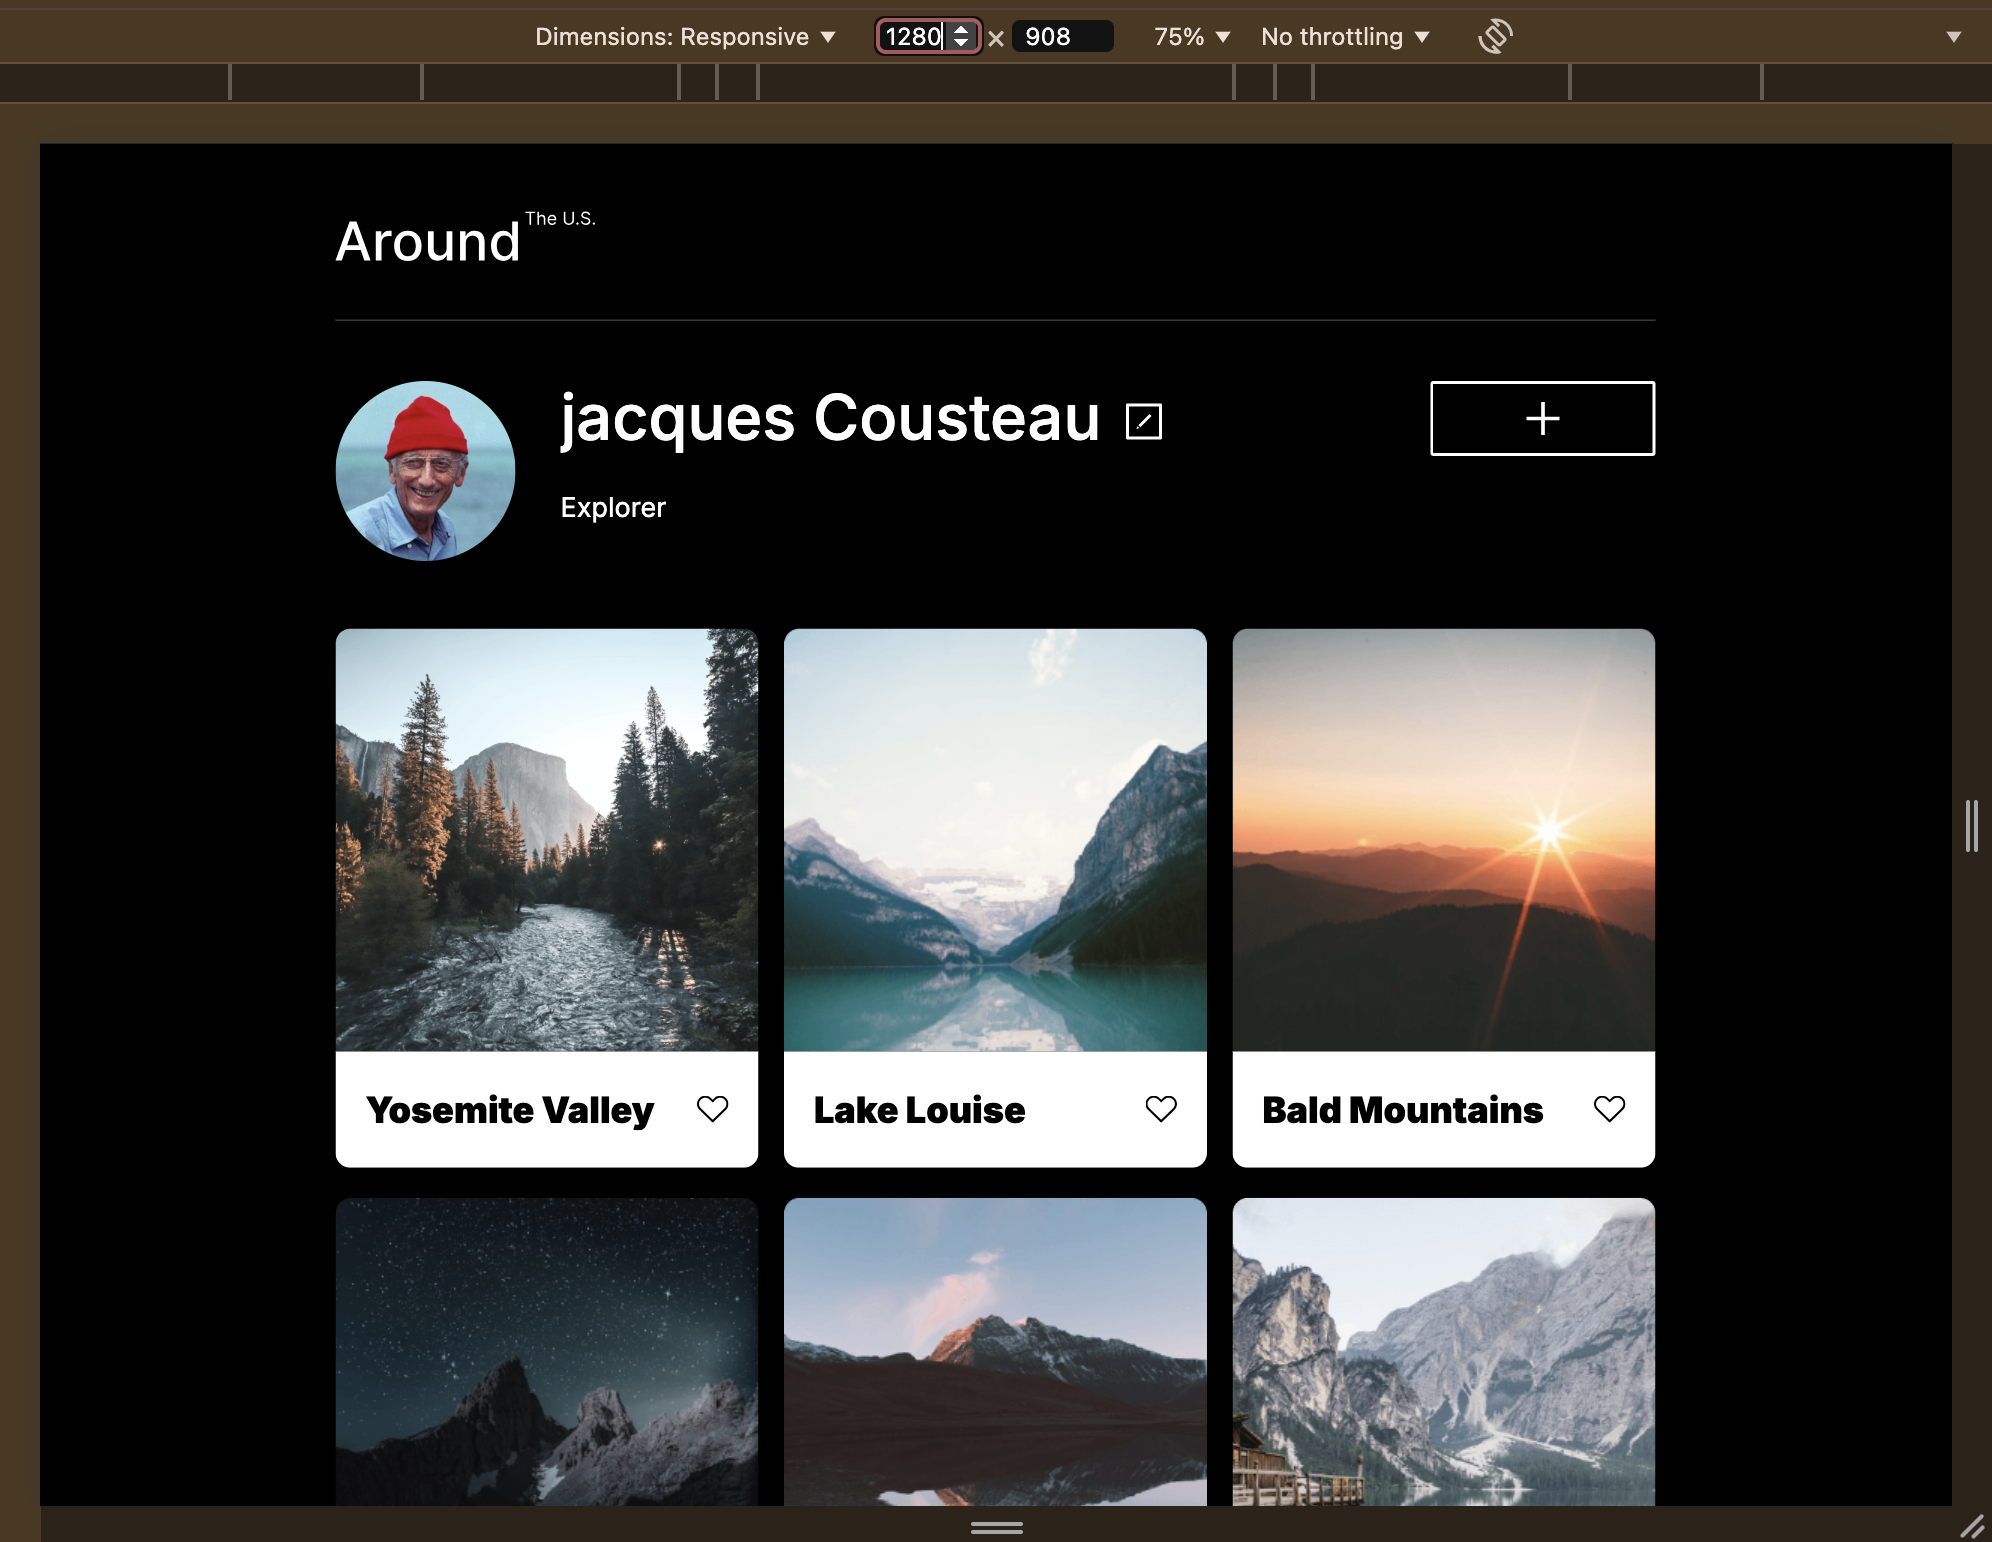 Dimensions: Responsive ▼ 1280 × 908 75% ▼ No throttling ▼
Around The U.S.
jacques Cousteau
Explorer
Yosemite Valley
Lake Louise
Bald Mountains